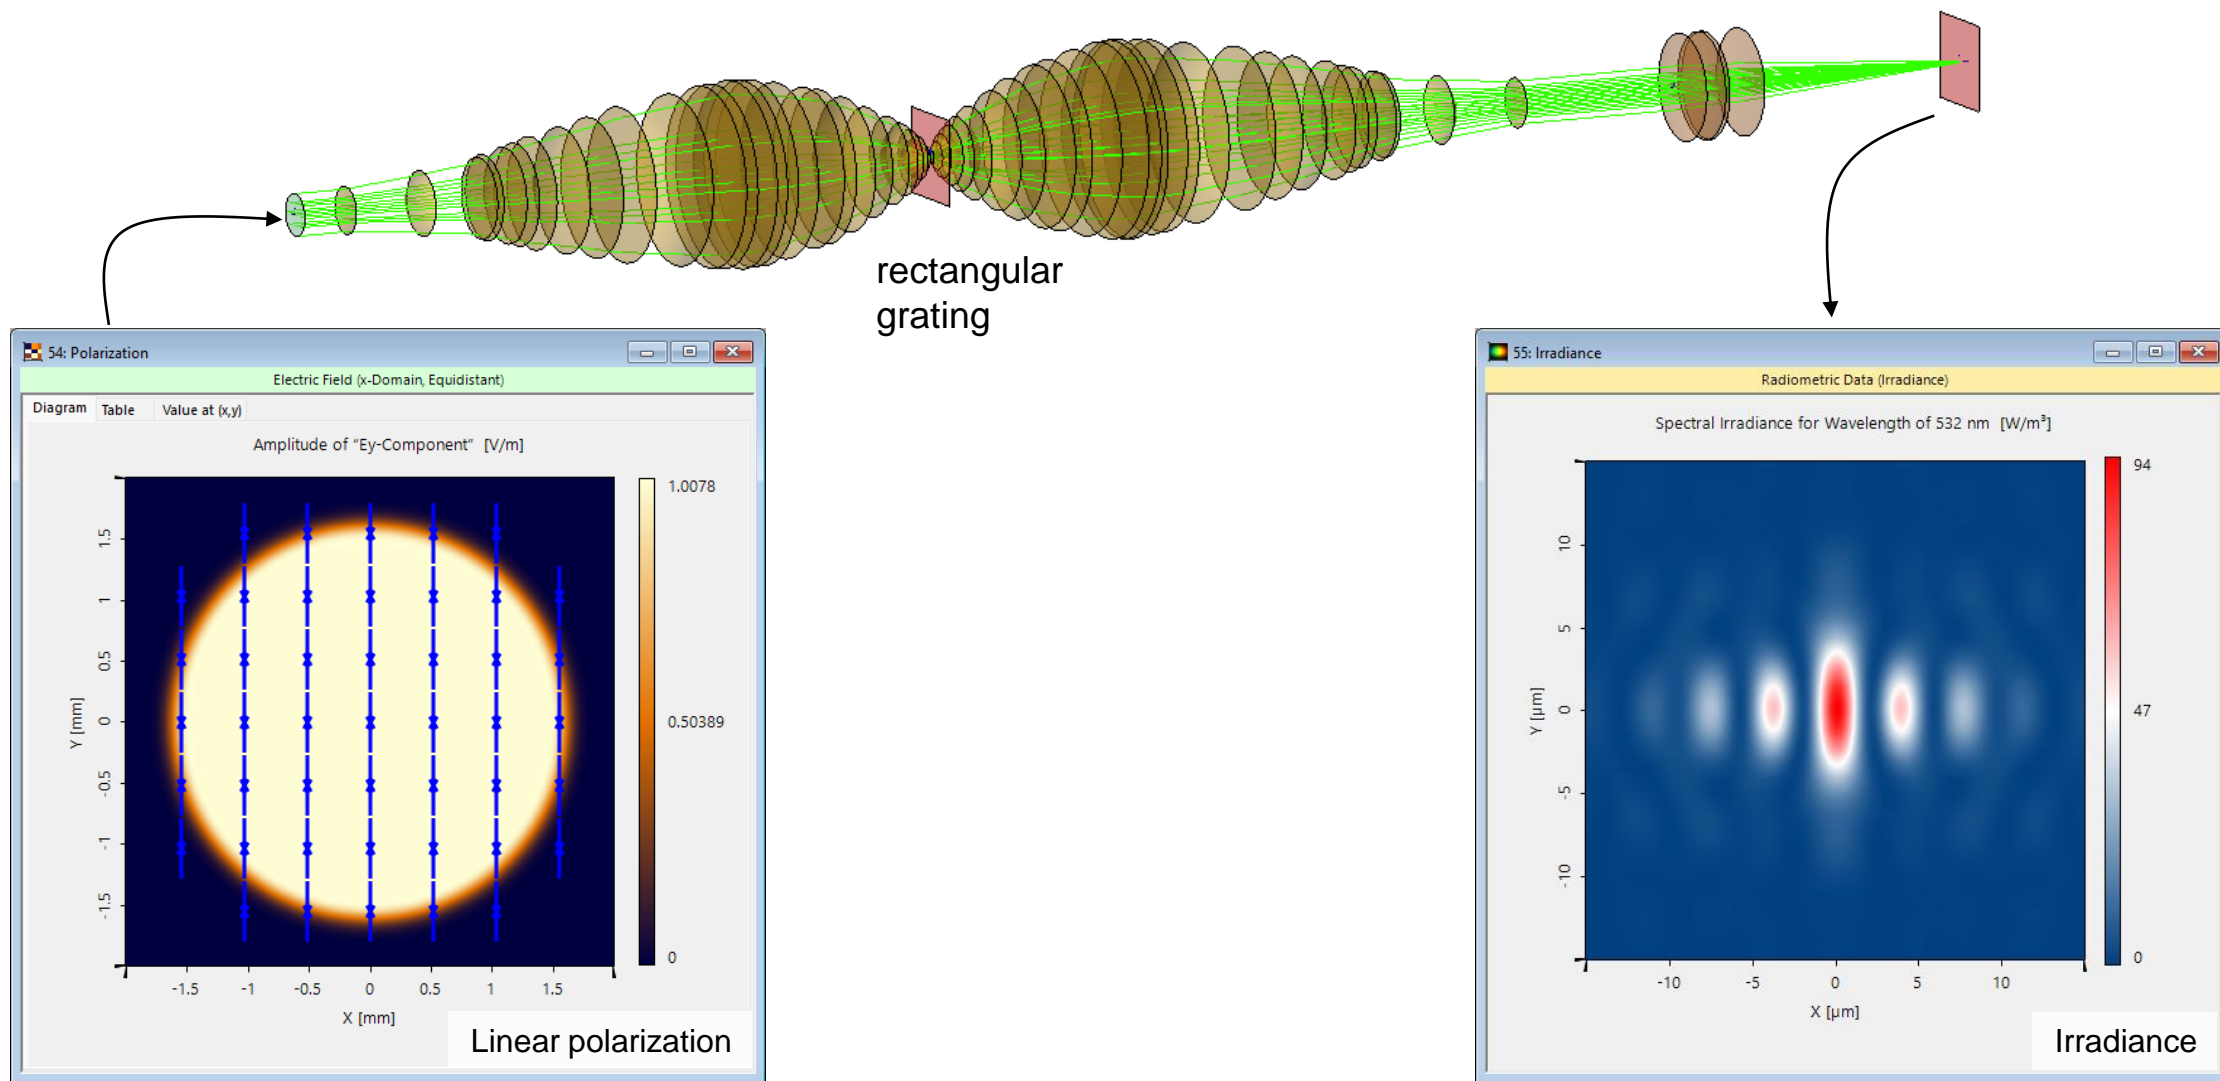 rectangular
grating
54: Polarization
Electric Field (x-Domain, Equidistant)
Diagram Table Value at (x,y)
Amplitude of "Ey-Component" [V/m]
1.0078
0.50389
0
Y [mm]
1.5
1
0.5
0
-0.5
-1
-1.5
-1.5 -1 -0.5 0 0.5 1 1.5
X [mm]
Linear polarization
55: Irradiance
Radiometric Data (Irradiance)
Spectral Irradiance for Wavelength of 532 nm [W/m³]
94
47
0
Y [µm]
10
5
0
-5
-10
-10 -5 0 5 10
X [µm]
Irradiance